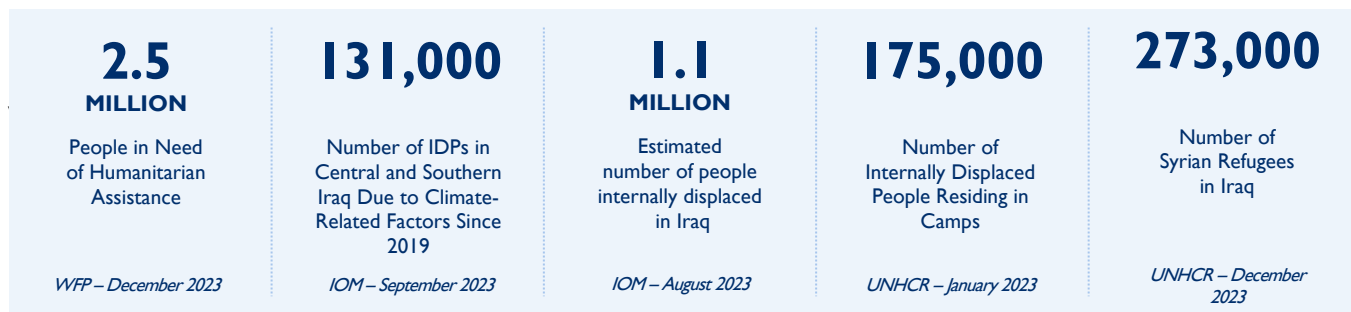 2.5
MILLION
People in Need
of Humanitarian
Assistance
WFP – December 2023
131,000
Number of IDPs in
Central and Southern
Iraq Due to Climate-
Related Factors Since
2019
IOM – September 2023
1.1
MILLION
Estimated
number of people
internally displaced
in Iraq
IOM – August 2023
175,000
Number of
Internally Displaced
People Residing in
Camps
UNHCR – January 2023
273,000
Number of
Syrian Refugees
in Iraq
UNHCR – December
2023